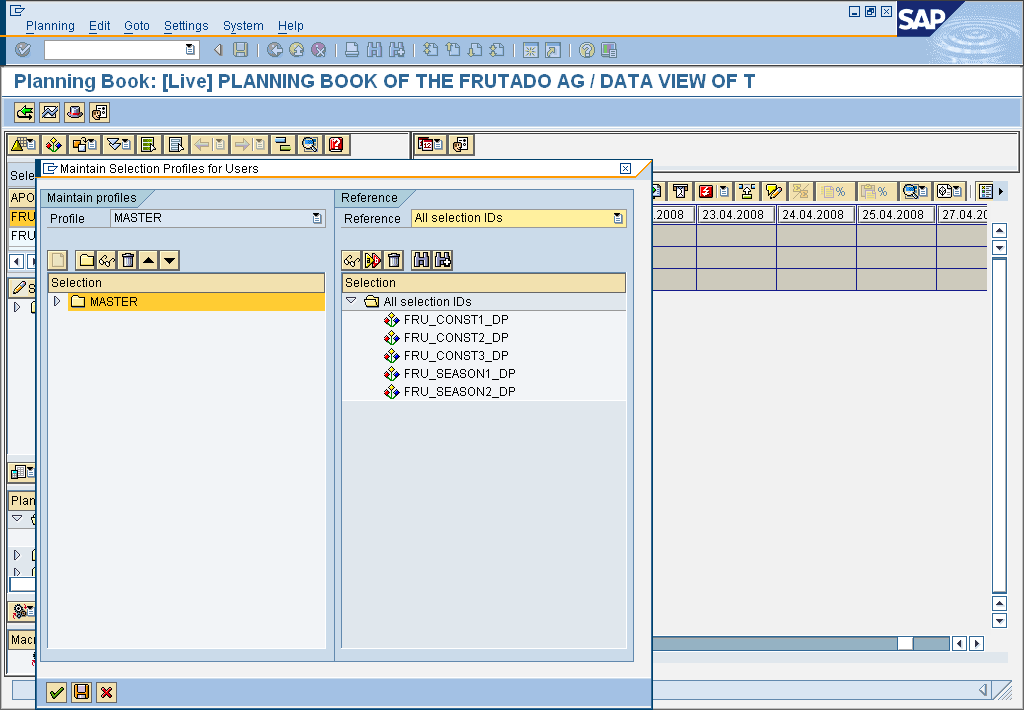 Planning Edit Goto Settings System Help
SAP
Planning Book: [Live] PLANNING BOOK OF THE FRUTADO AG / DATA VIEW OF T
Sele
APO
FRU
FRU
S
Plan
Macr
Maintain Selection Profiles for Users
Maintain profiles
Profile MASTER
Selection
MASTER
Reference
Reference All selection IDs
Selection
All selection IDs
FRU_CONST1_DP
FRU_CONST2_DP
FRU_CONST3_DP
FRU_SEASON1_DP
FRU_SEASON2_DP
.2008 23.04.2008 24.04.2008 25.04.2008 27.04.20